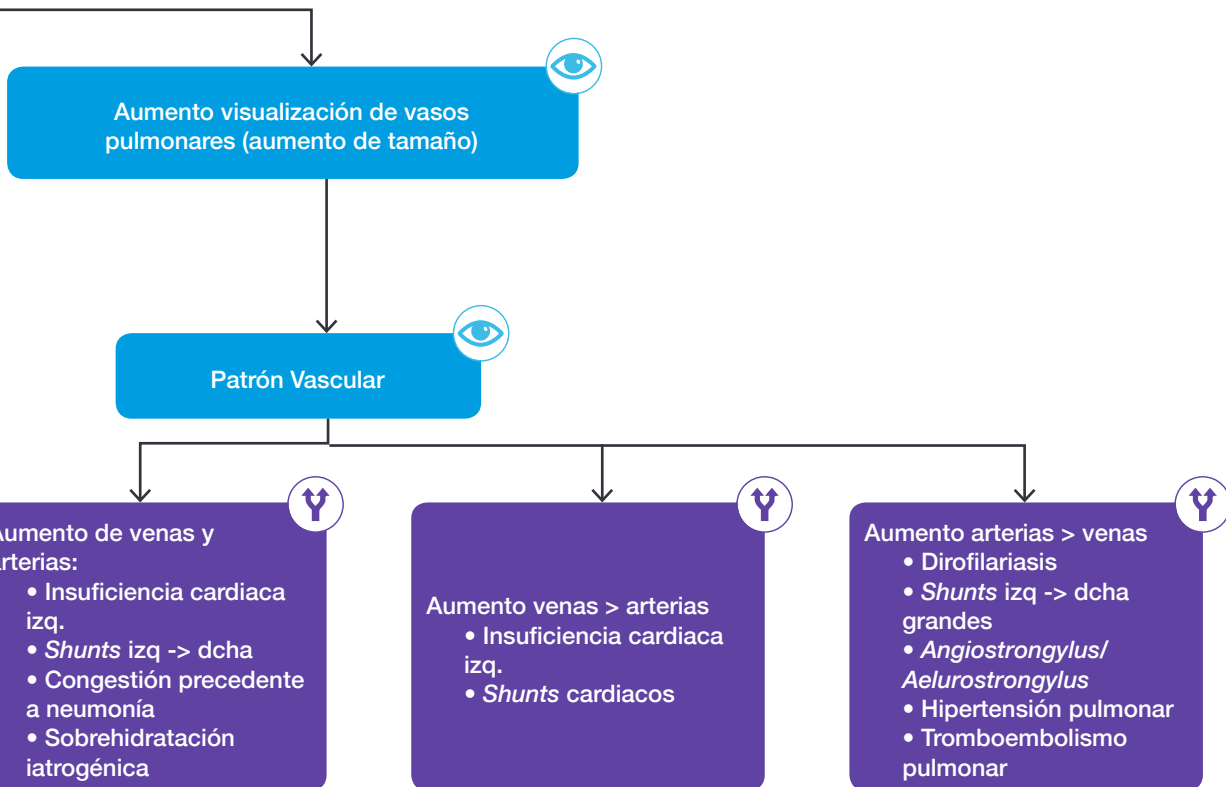 Aumento visualización de vasos
pulmonares (aumento de tamaño)
Patrón Vascular
Aumento de venas y
arterias:
• Insuficiencia cardiaca
izq.
• Shunts izq -> dcha
• Congestión precedente
a neumonía
• Sobrehidratación
iatrogénica
Aumento venas > arterias
• Insuficiencia cardiaca
izq.
• Shunts cardiacos
Aumento arterias > venas
• Dirofilariasis
• Shunts izq -> dcha
grandes
• Angiostrongylus/
Aelurostrongylus
• Hipertensión pulmonar
• Tromboembolismo
pulmonar